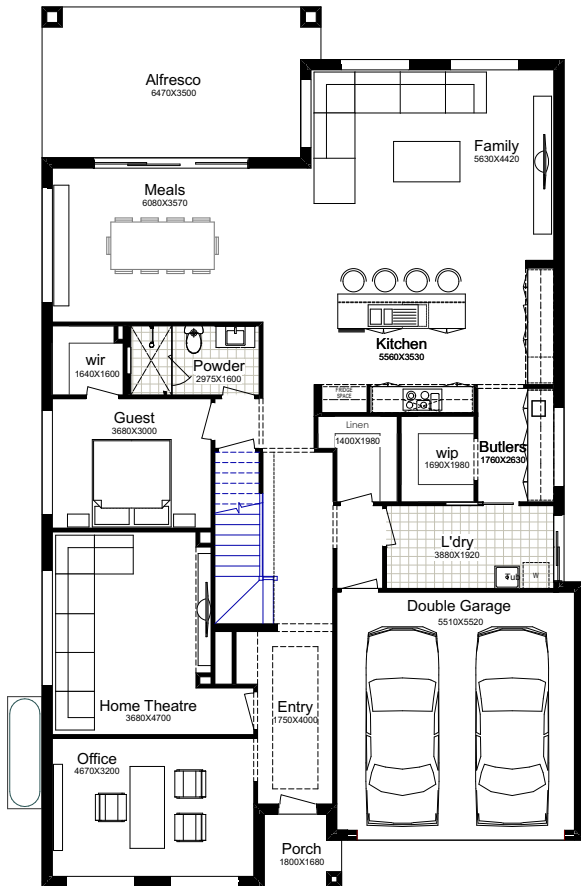 Alfresco
6470X3500
Family
5630X4420
Meals
6080X3570
Kitchen
5560X3530
wir
1640X1600
Powder
2975X1600
FRIDGE
SPACE
Guest
3680X3000
Linen
1400X1980
wip
1690X1980
Butlers
1760X2630
L'dry
3880X1920
Tub
W
Double Garage
5510X5520
Home Theatre
3680X4700
Entry
1750X4000
Office
4670X3200
Porch
1800X1680